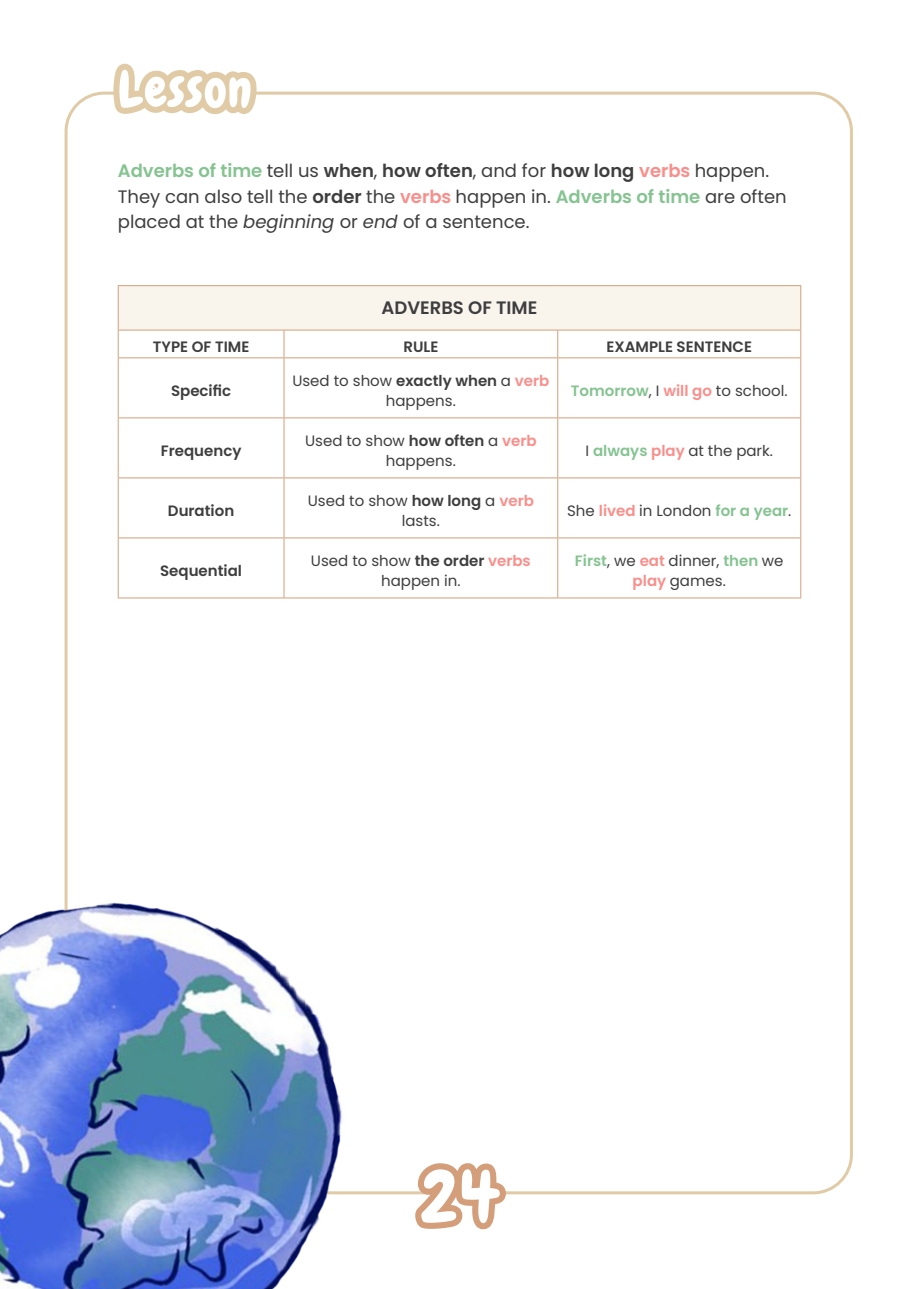 Lesson
Adverbs of time tell us when, how often, and for how long verbs happen.
They can also tell the order the verbs happen in. Adverbs of time are often
placed at the beginning or end of a sentence.
ADVERBS OF TIME
TYPE OF TIME RULE EXAMPLE SENTENCE
Specific
Used to show exactly when a verb
happens.
Tomorrow, I will go to school.
Frequency
Used to show how often a verb
happens.
I always play at the park.
Duration
Used to show how long a verb
lasts.
She lived in London for a year.
Sequential
Used to show the order verbs
happen in.
First, we eat dinner, then we
play games.
24